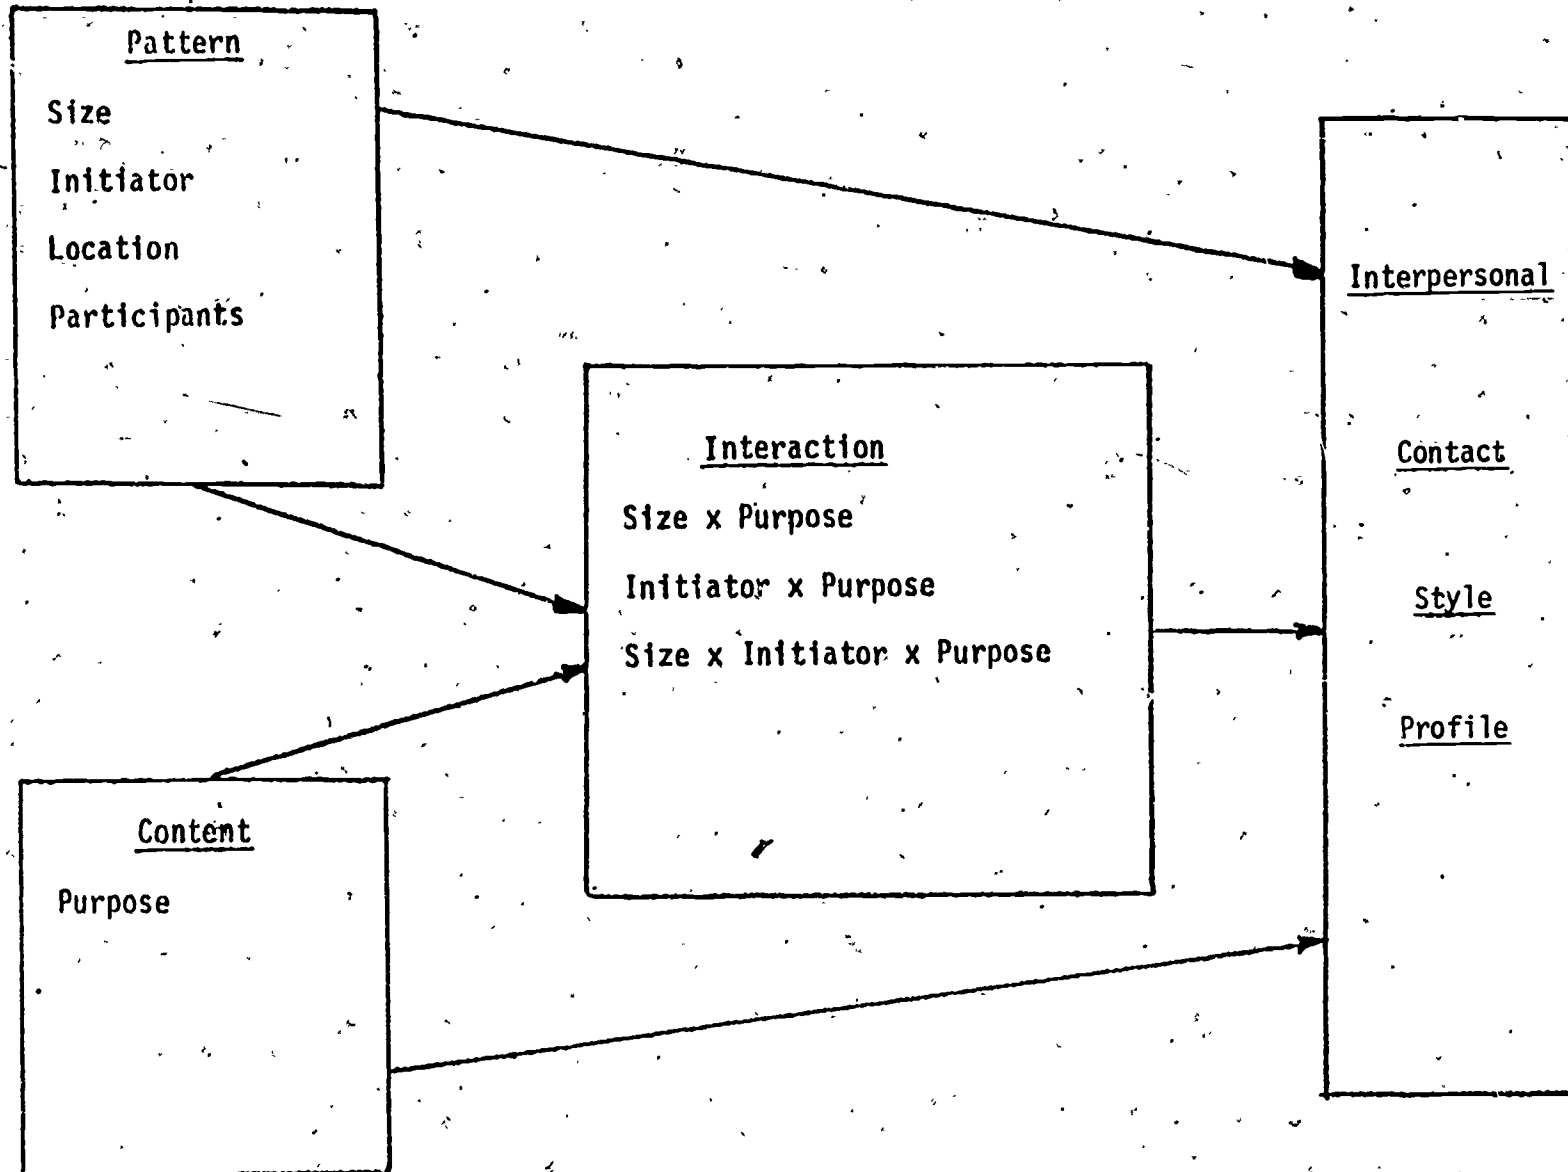 Pattern
Size
Initiator
Location
Participants
Interaction
Size x Purpose
Initiator x Purpose
Size x Initiator x Purpose
Content
Purpose
Interpersonal
Contact
Style
Profile